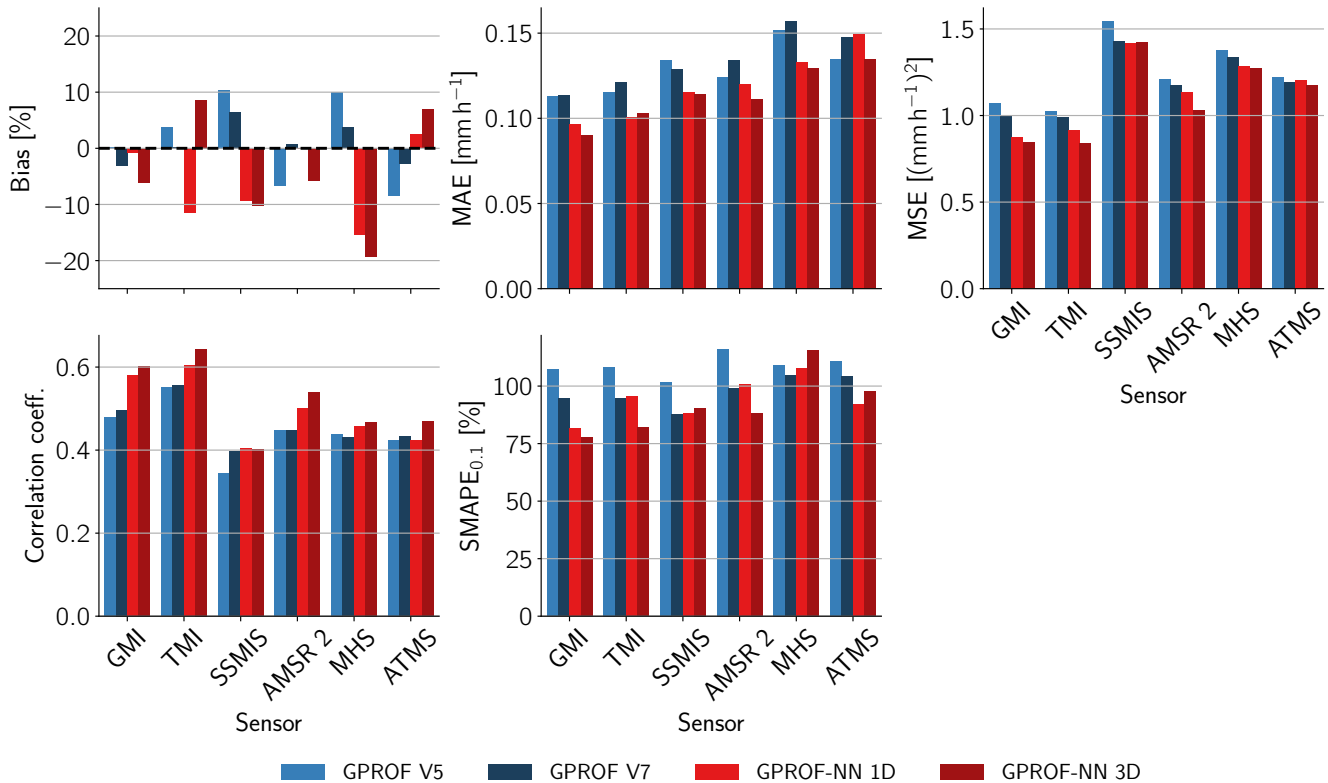 Bias [%]
20
10
0
−10
−20
MAE [mm h−1]
0.15
0.10
0.05
0.00
MSE [(mm h−1)2]
1.5
1.0
0.5
0.0
GMI
TMI
SSMIS
AMSR 2
MHS
ATMS
Sensor
Correlation coeff.
0.6
0.4
0.2
0.0
GMI
TMI
SSMIS
AMSR 2
MHS
ATMS
Sensor
SMAPE0.1 [%]
100
75
50
25
0
GMI
TMI
SSMIS
AMSR 2
MHS
ATMS
Sensor
GPROF V5 GPROF V7 GPROF-NN 1D GPROF-NN 3D